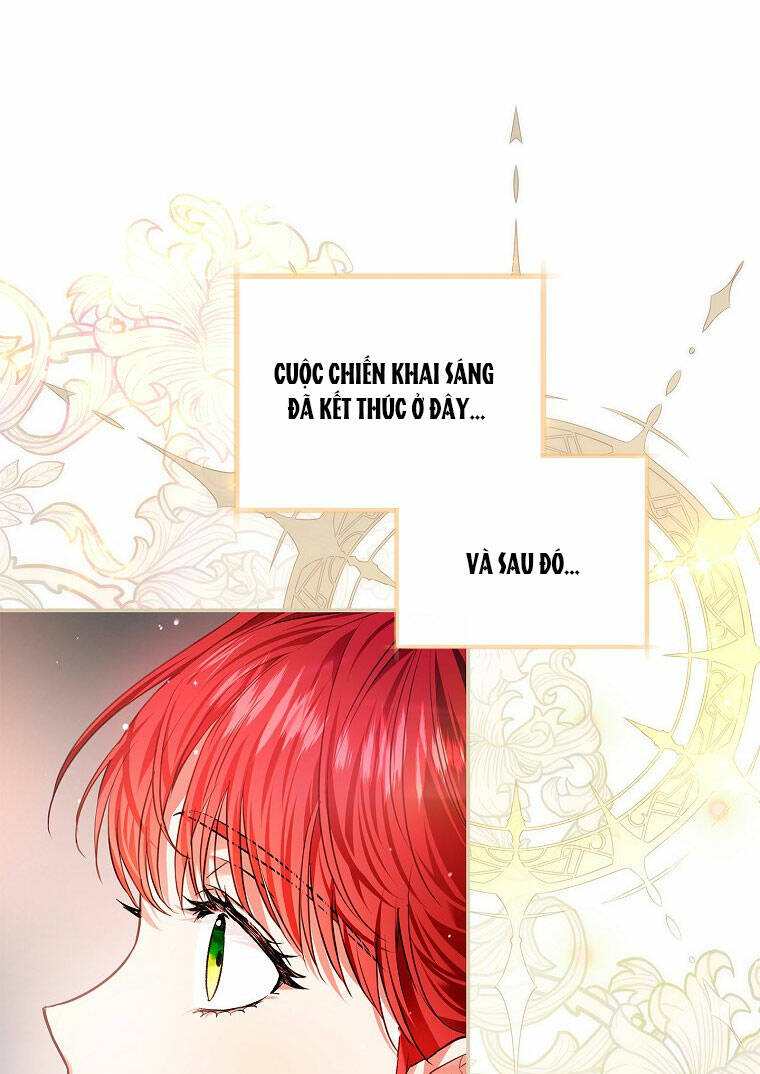 CUỘC CHIẾN KHAI SÁNG
ĐÃ KẾT THÚC Ở ĐÂY...
VÀ SAU ĐÓ...